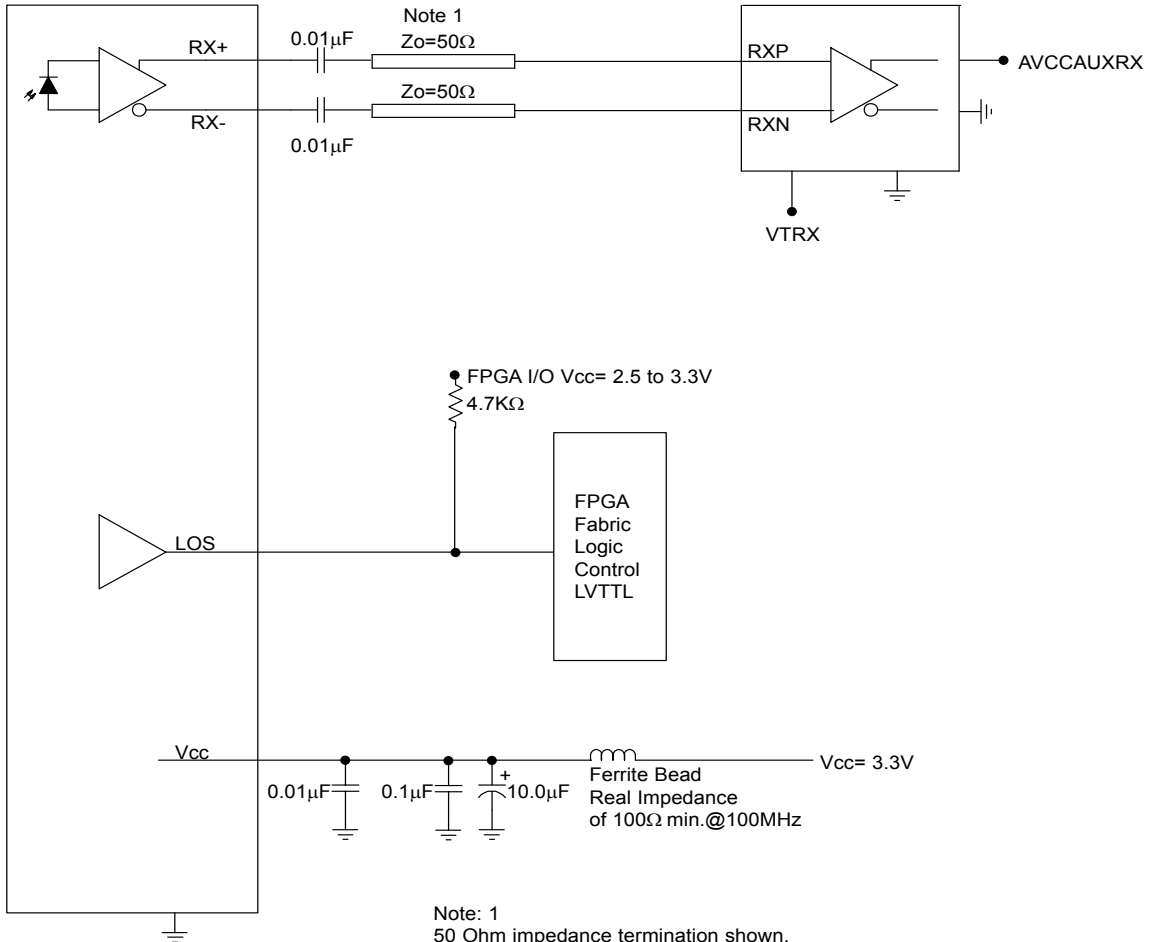 Note 1
0.01µF
Zo=50Ω
RX+
RXP
AVCCAUXRX
Zo=50Ω
RX-
RXN
0.01µF
VTRX
FPGA I/O Vcc= 2.5 to 3.3V
4.7KΩ
FPGA
Fabric
Logic
Control
LVTTL
LOS
Vcc
Vcc= 3.3V
0.01µF
0.1µF
+
10.0µF
Ferrite Bead
Real Impedance
of 100Ω min.@100MHz
Note: 1
50 Ohm impedance termination shown.